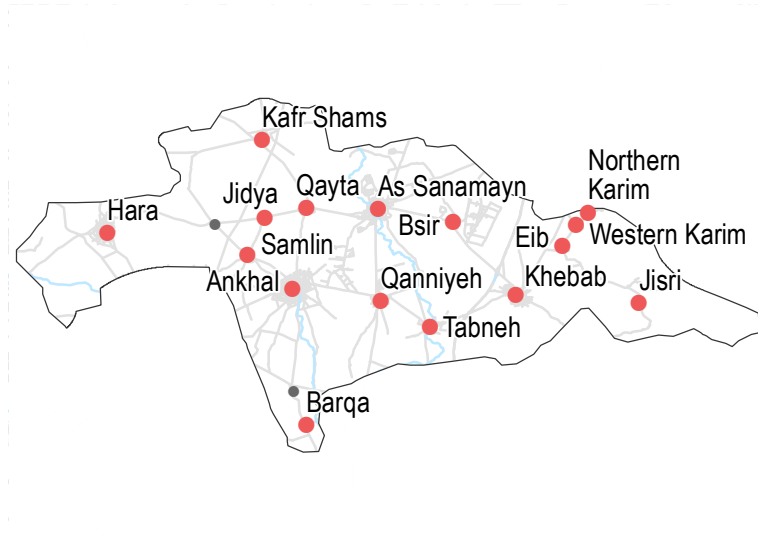 Kafr Shams
Northern
Karim
Hara
Jidya
Qayta
As Sanamayn
Bsir
Eib
Western Karim
Samlin
Ankhal
Qanniyeh
Khebab
Jisri
Tabneh
Barqa